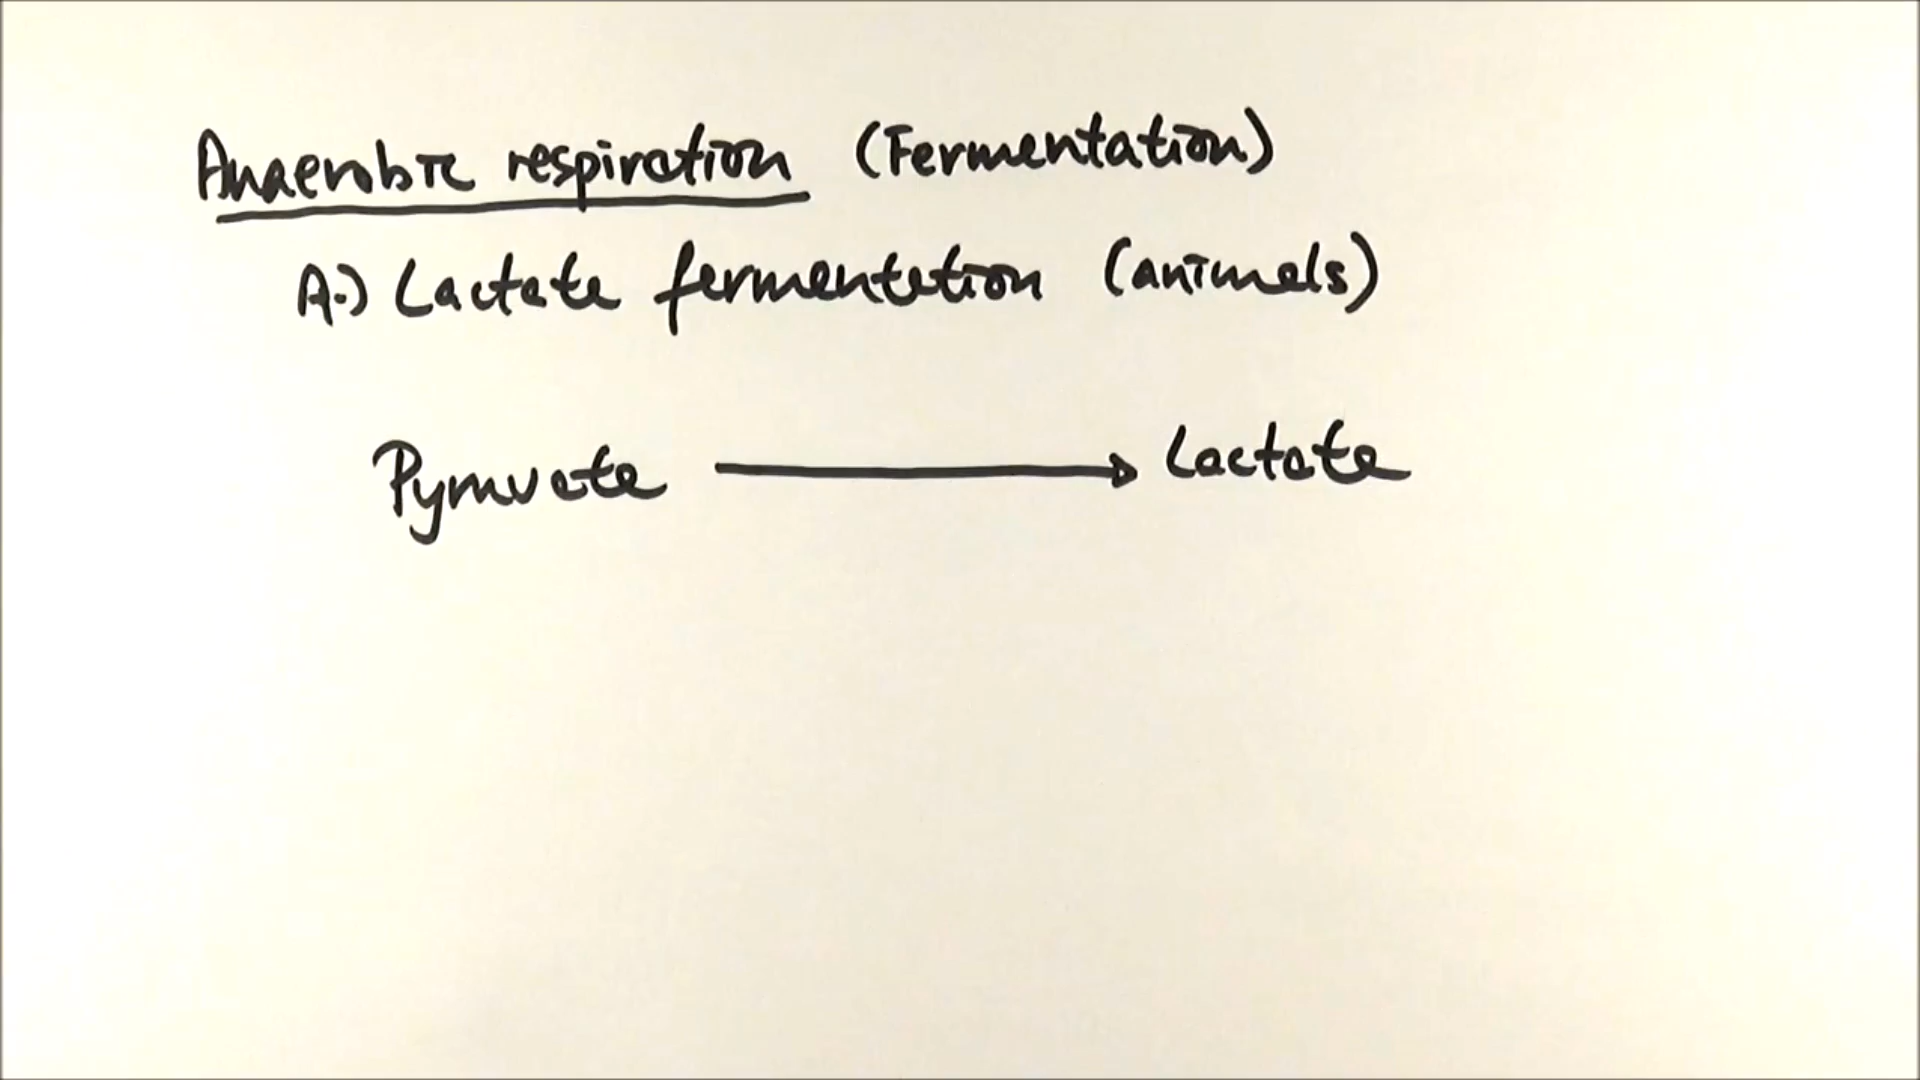 Anaerobic respiration (Fermentation)
A.) Lactate fermentation (animals)
Pyruvate → Lactate